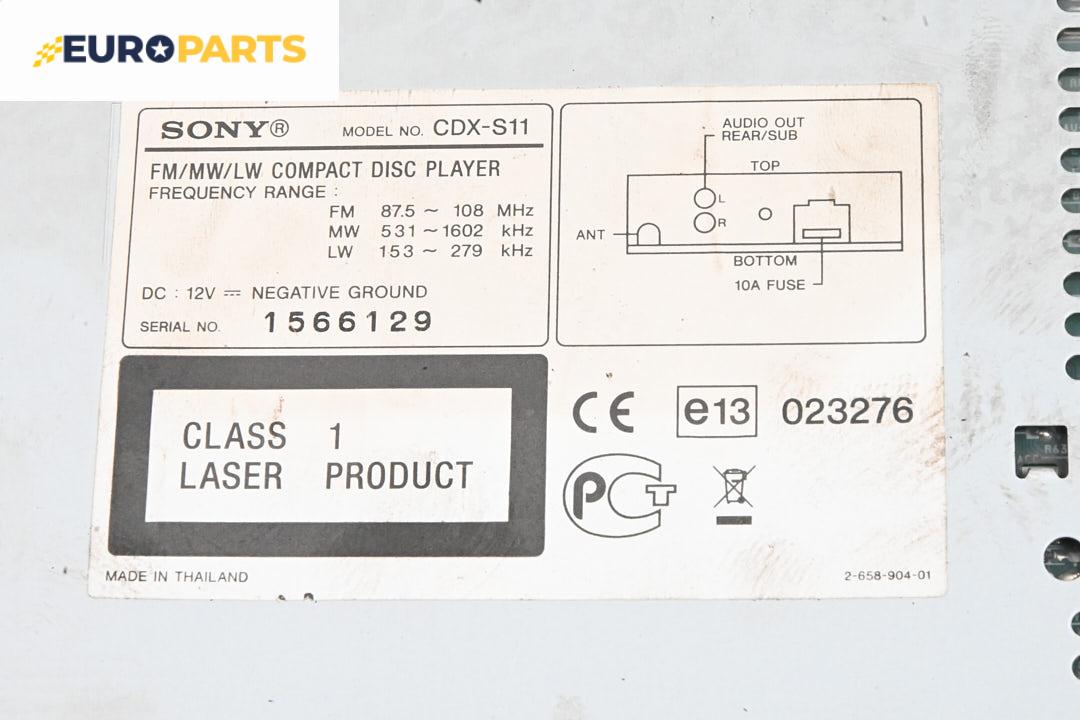 EUROPARTS
SONY® MODEL NO. CDX-S11
FM/MW/LW COMPACT DISC PLAYER
FREQUENCY RANGE :
FM 87.5 ~ 108 MHz
MW 531 ~ 1602 kHz
LW 153 ~ 279 kHz
DC : 12V ⎓ NEGATIVE GROUND
SERIAL NO. 1566129
AUDIO OUT
REAR/SUB
TOP
L
R
ANT
BOTTOM
10A FUSE
CLASS 1
LASER PRODUCT
CE e13 023276
PCT
MADE IN THAILAND
2-658-904-01